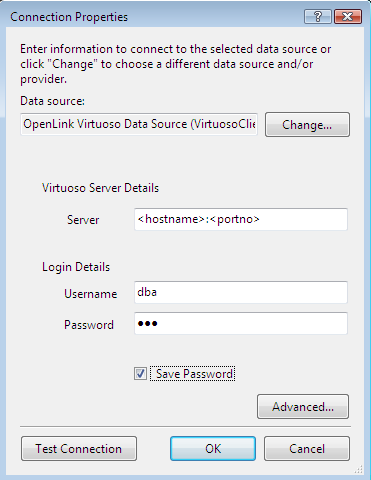 Connection Properties
Enter information to connect to the selected data source or
click "Change" to choose a different data source and/or
provider.
Data source:
OpenLink Virtuoso Data Source (VirtuosoClie
Change...
Virtuoso Server Details
Server
<hostname>:<portno>
Login Details
Username
dba
Password
●●●
Save Password
Advanced...
Test Connection
OK
Cancel